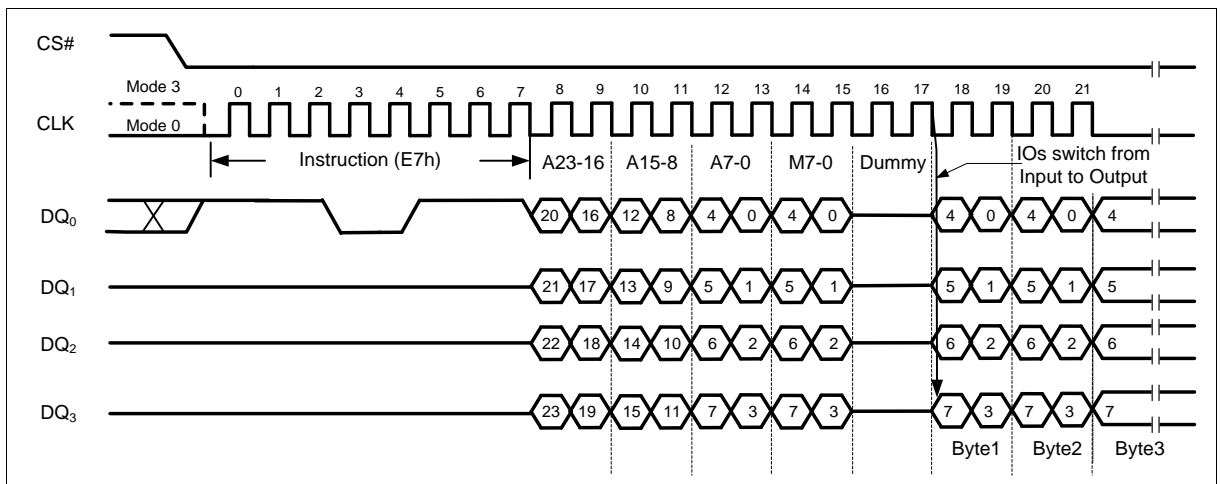 CS#
Mode 3
CLK
Mode 0
0 1 2 3 4 5 6 7 8 9 10 11 12 13 14 15 16 17 18 19 20 21
Instruction (E7h)
A23-16 A15-8 A7-0 M7-0 Dummy
IOs switch from
Input to Output
DQ0 20 16 12 8 4 0 4 0 4 0 4 0 4
DQ1 21 17 13 9 5 1 5 1 5 1 5 1 5
DQ2 22 18 14 10 6 2 6 2 6 2 6 2 6
DQ3 23 19 15 11 7 3 7 3 7 3 7 3 7
Byte1 Byte2 Byte3